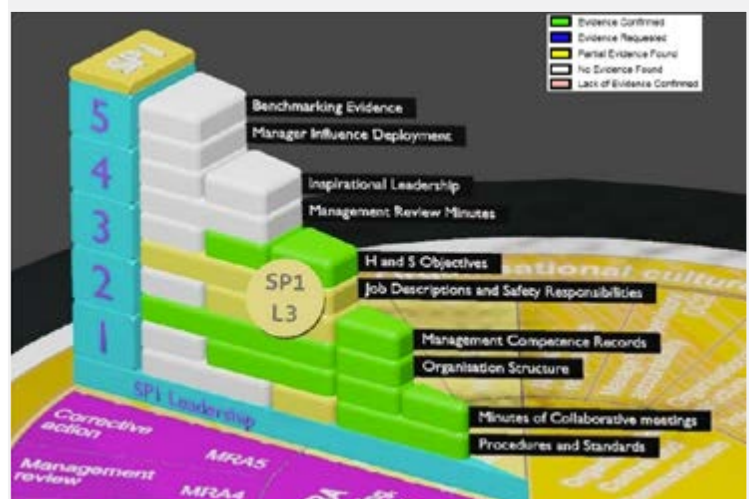 Evidence Confirmed
Evidence Requested
Partial Evidence Found
No Evidence Found
Lack of Evidence Confirmed
SP1
5
4
3
2
1
Benchmarking Evidence
Manager Influence Deployment
Inspirational Leadership
Management Review Minutes
H and S Objectives
Job Descriptions and Safety Responsibilities
SP1
L3
Management Competence Records
Organisation Structure
Minutes of Collaborative meetings
Procedures and Standards
SP1 Leadership
Corrective
action
MRA5
Management
review
MRA4